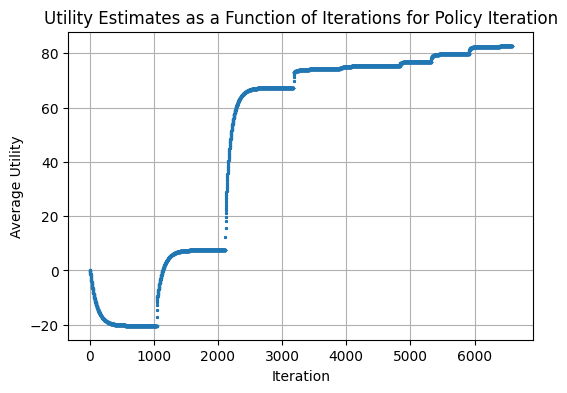 Utility Estimates as a Function of Iterations for Policy Iteration
80
60
40
20
0
−20
Average Utility
0 1000 2000 3000 4000 5000 6000
Iteration